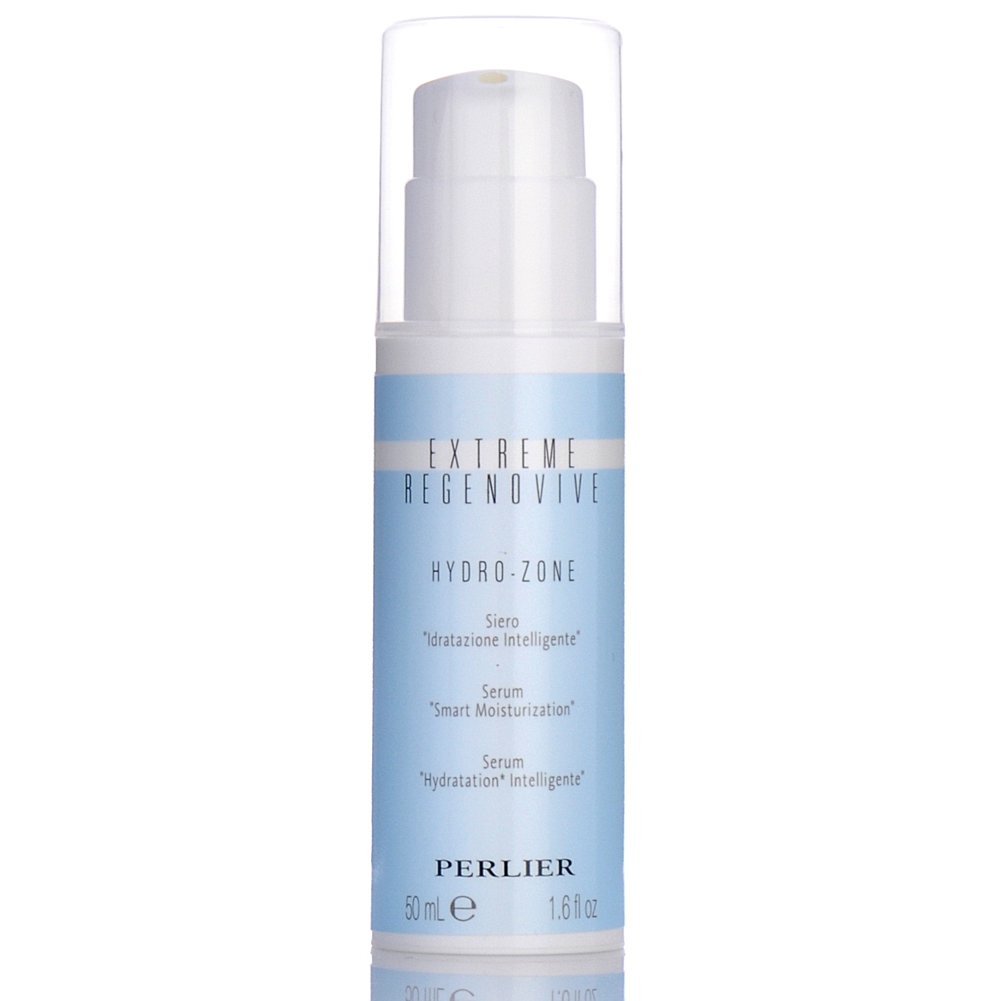 EXTREME
REGENOVIVE
HYDRO-ZONE
Siero
"Idratazione Intelligente"
Serum
"Smart Moisturization"
Serum
"Hydratation* Intelligente"
PERLIER
50 mL ℮ 1.6 fl oz